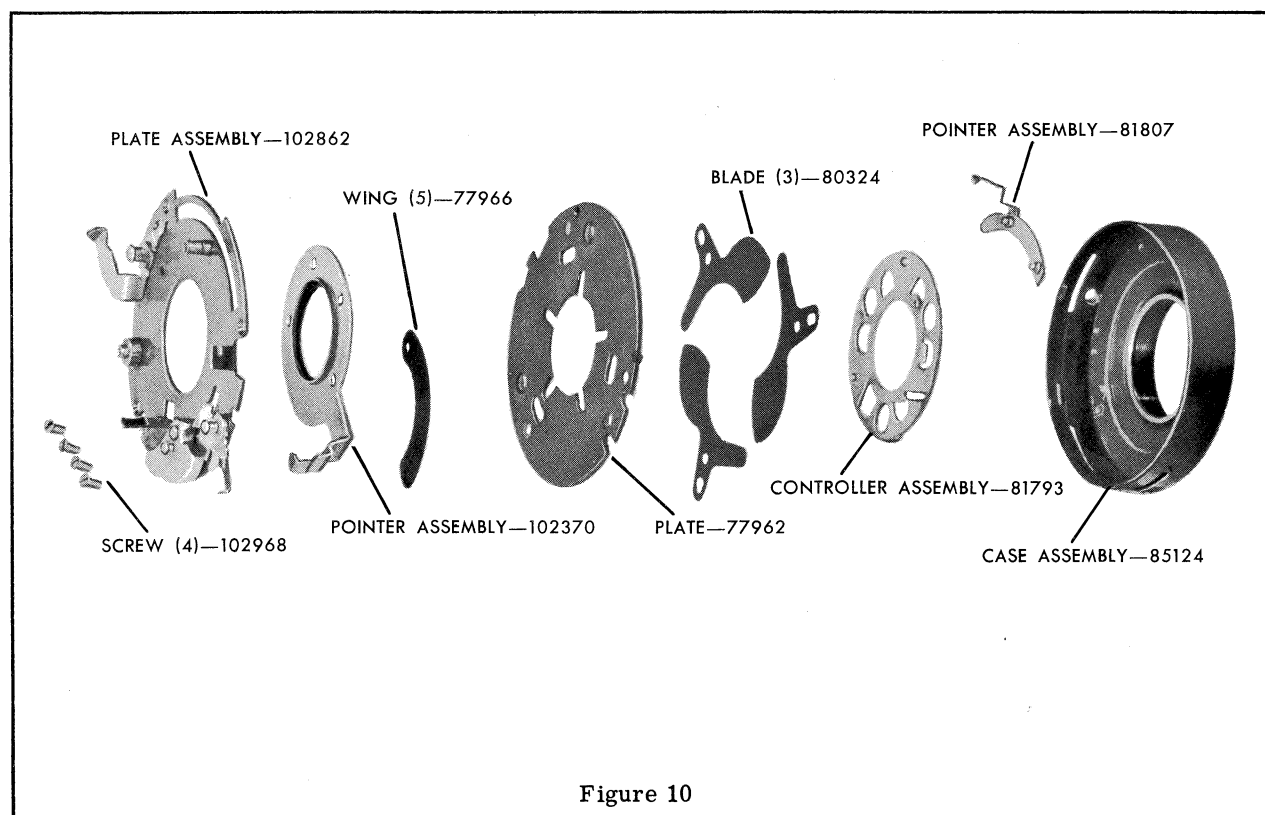 PLATE ASSEMBLY—102862
WING (5)—77966
BLADE (3)—80324
POINTER ASSEMBLY—81807
SCREW (4)—102968
POINTER ASSEMBLY—102370
PLATE—77962
CONTROLLER ASSEMBLY—81793
CASE ASSEMBLY—85124
Figure 10